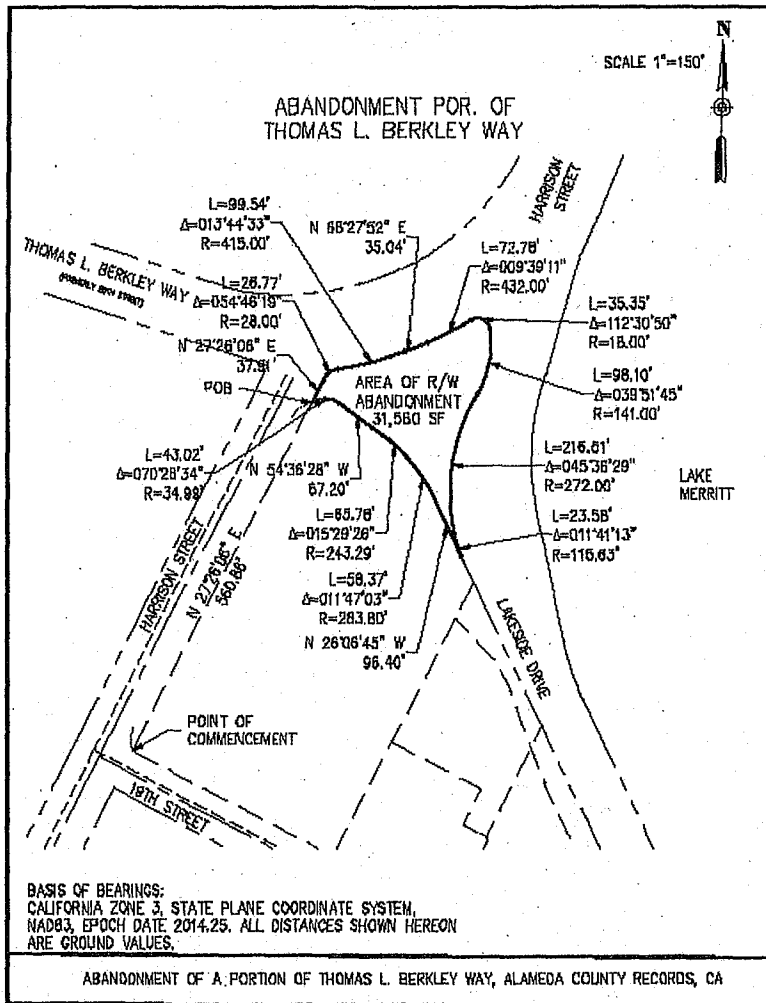 N
SCALE 1"=150'
ABANDONMENT POR. OF
THOMAS L. BERKLEY WAY
HARRISON
STREET
L=99.54'
Δ=013°44'33"
R=415.00'
N 68°27'52" E
35.04'
L=72.78'
Δ=009°39'11"
R=432.00'
THOMAS L. BERKLEY WAY
(FORMERLY 20TH STREET)
L=26.77'
Δ=054°46'19"
R=28.00'
L=35.35'
Δ=112°30'50"
R=18.00'
N 27°26'06" E
37.91'
POB
AREA OF R/W
ABANDONMENT
31,560 SF
L=98.10'
Δ=039°51'45"
R=141.00'
L=43.02'
Δ=070°28'34"
R=34.98'
N 54°36'28" W
67.20'
L=216.61'
Δ=045°36'29"
R=272.00'
LAKE
MERRITT
L=65.78'
Δ=015°29'26"
R=243.29'
L=23.58'
Δ=011°41'13"
R=115.63'
HARRISON STREET
N 27°26'06" E
560.88'
L=58.37'
Δ=011°47'03"
R=283.80'
N 26°06'45" W
96.40'
LAKESIDE DRIVE
POINT OF
COMMENCEMENT
19TH STREET
BASIS OF BEARINGS:
CALIFORNIA ZONE 3, STATE PLANE COORDINATE SYSTEM,
NAD83, EPOCH DATE 2014.25. ALL DISTANCES SHOWN HEREON
ARE GROUND VALUES.
ABANDONMENT OF A PORTION OF THOMAS L. BERKLEY WAY, ALAMEDA COUNTY RECORDS, CA